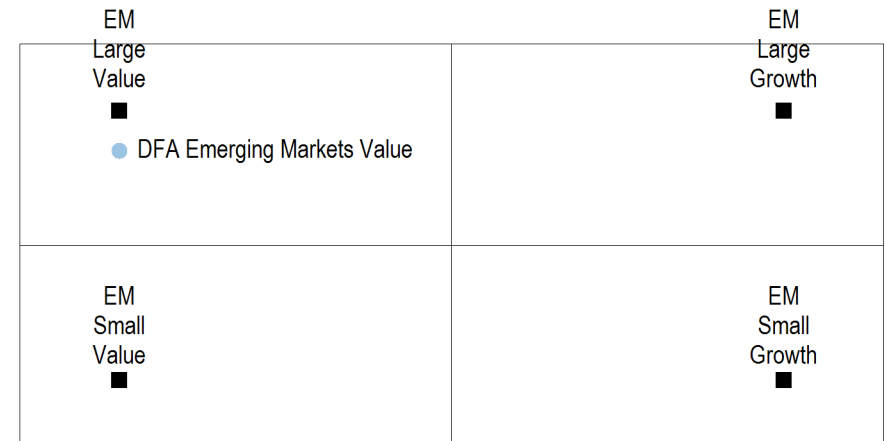 EM
Large
Value
EM
Large
Growth
DFA Emerging Markets Value
EM
Small
Value
EM
Small
Growth